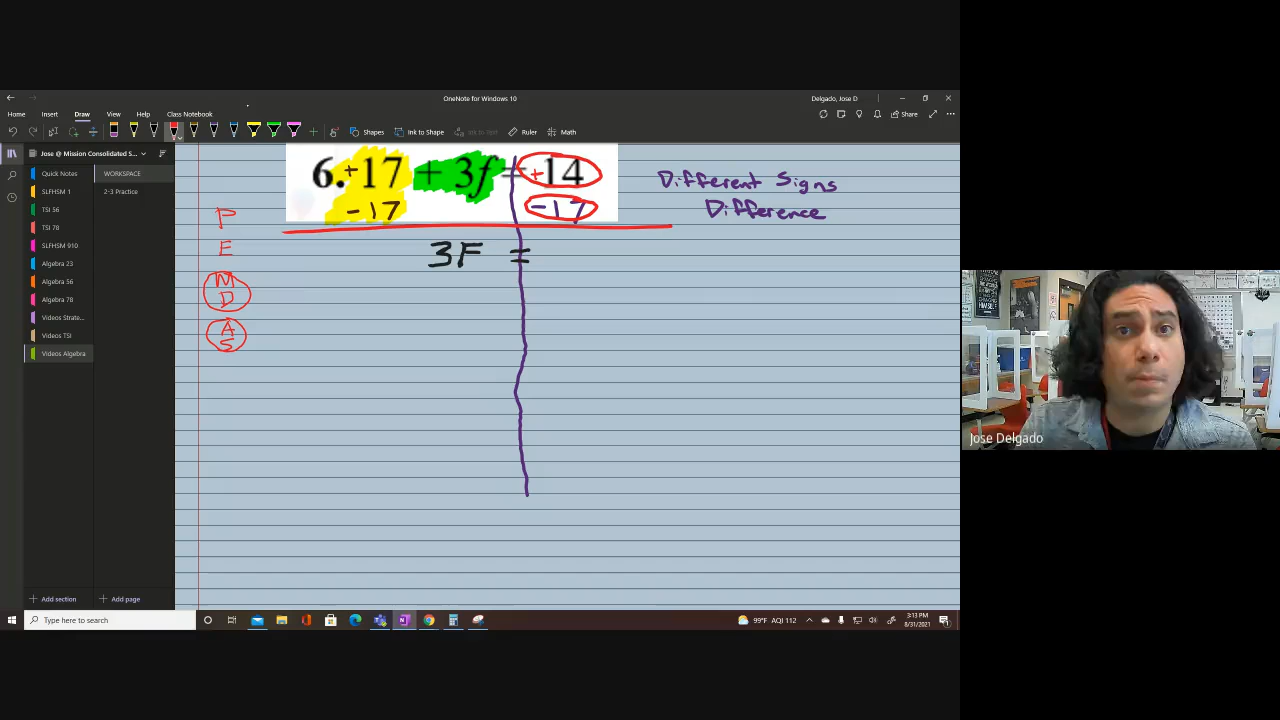 OneNote for Windows 10
Delgado, Jose D
Home Insert Draw View Help Class Notebook
Share
Shapes Ink to Shape Ruler Math
Jose @ Mission Consolidated S...
Quick Notes
SLFHSM 1
TSI 56
TSI 78
SLFHSM 910
Algebra 23
Algebra 56
Algebra 78
Videos Strate...
Videos TSI
Videos Algebra
Add section
WORKSPACE
2-3 Practice
Add page
6. +17 + 3f = +14
-17 -17
3F =
Different Signs
Difference
P
E
M
D
A
S
Jose Delgado
Type here to search
99°F AQI 112
3:13 PM
8/31/2021